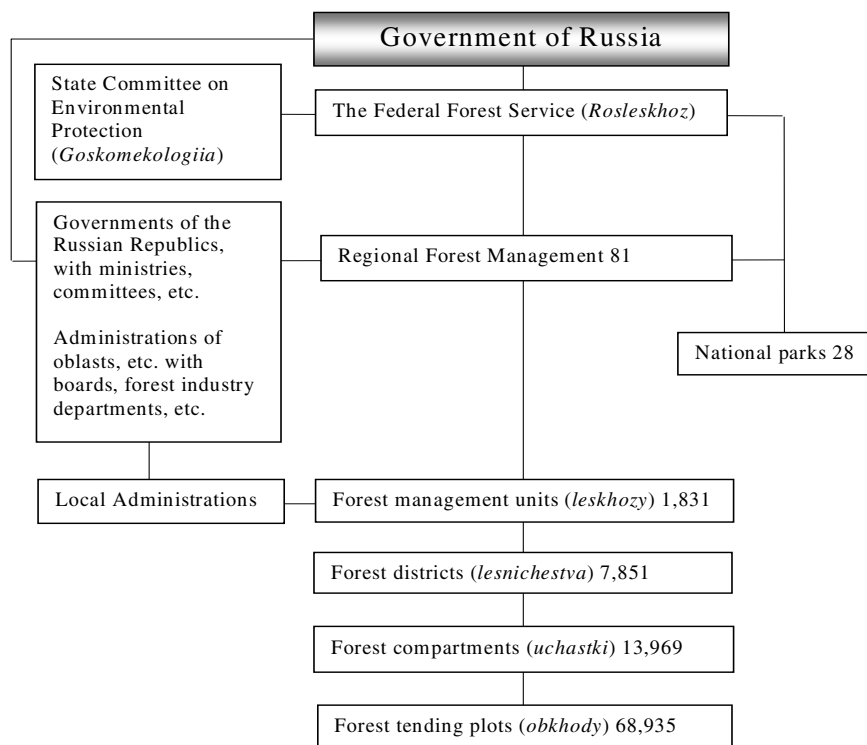 Government of Russia
State Committee on
Environmental
Protection
(Goskomekologiia)
The Federal Forest Service (Rosleskhoz)
Governments of the
Russian Republics,
with ministries,
committees, etc.
Administrations of
oblasts, etc. with
boards, forest industry
departments, etc.
Regional Forest Management 81
National parks 28
Local Administrations
Forest management units (leskhozy) 1,831
Forest districts (lesnichestva) 7,851
Forest compartments (uchastki) 13,969
Forest tending plots (obkhody) 68,935